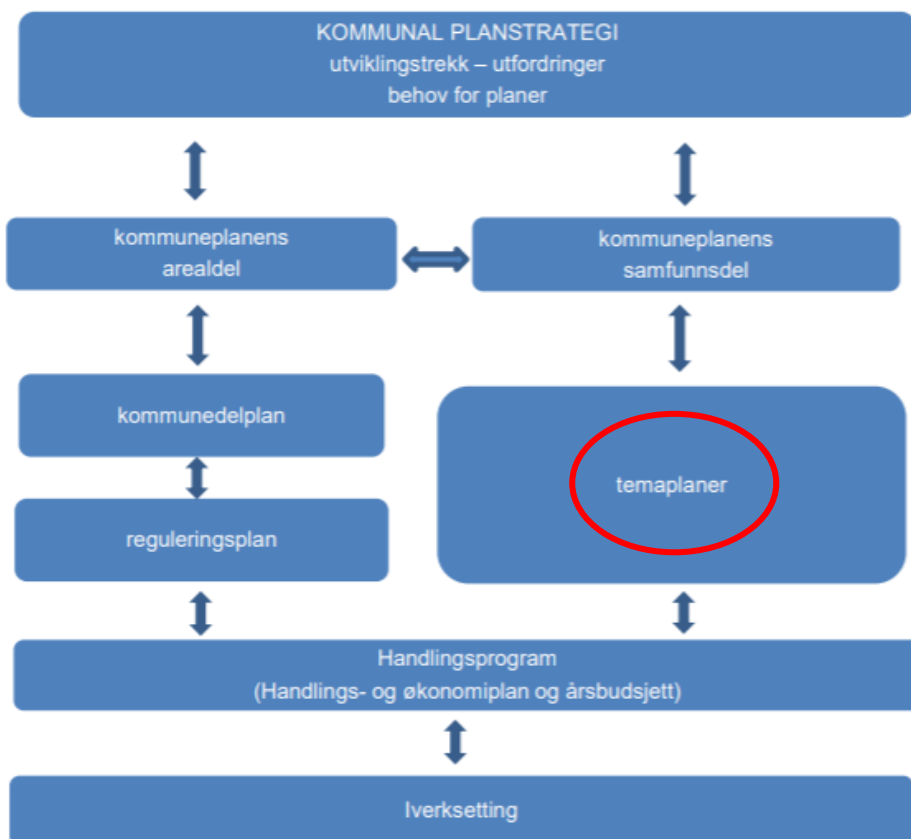 KOMMUNAL PLANSTRATEGI
utviklingstrekk – utfordringer
behov for planer
kommuneplanens
arealdel
kommuneplanens
samfunnsdel
kommunedelplan
temaplaner
reguleringsplan
Handlingsprogram
(Handlings- og økonomiplan og årsbudsjett)
Iverksetting